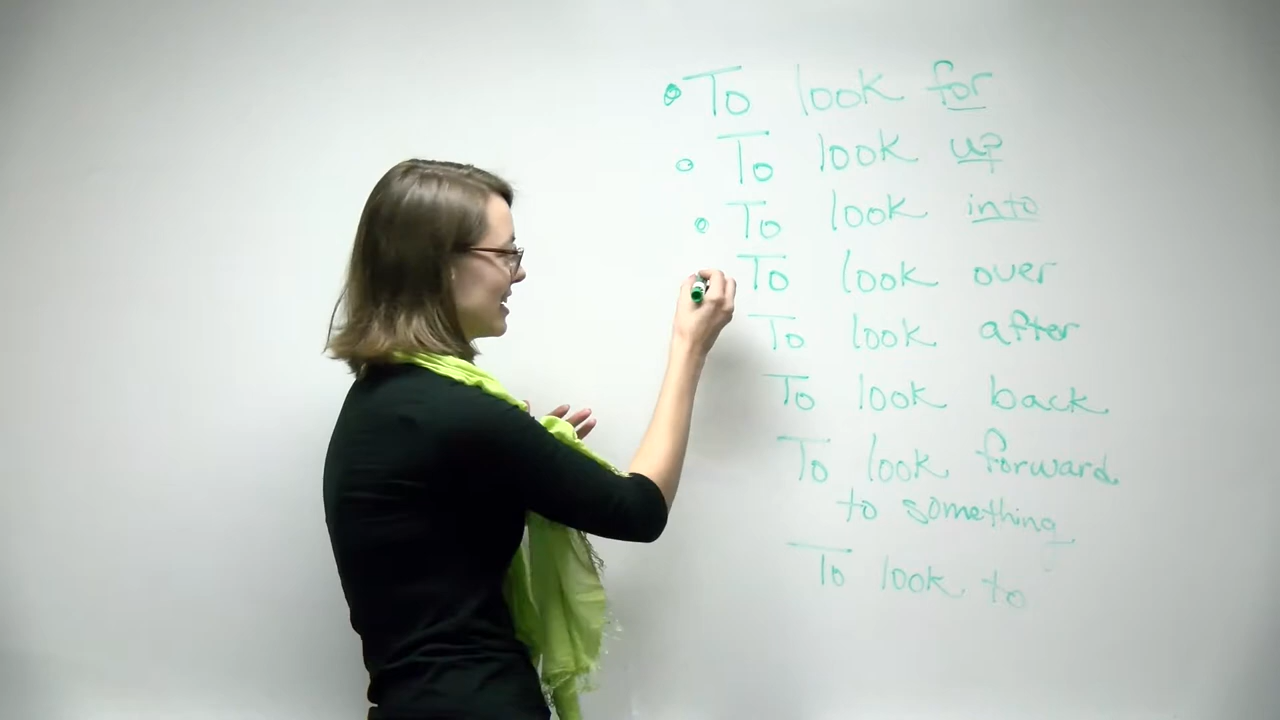 To look for
To look up
To look into
To look over
To look after
To look back
To look forward
to something
To look to